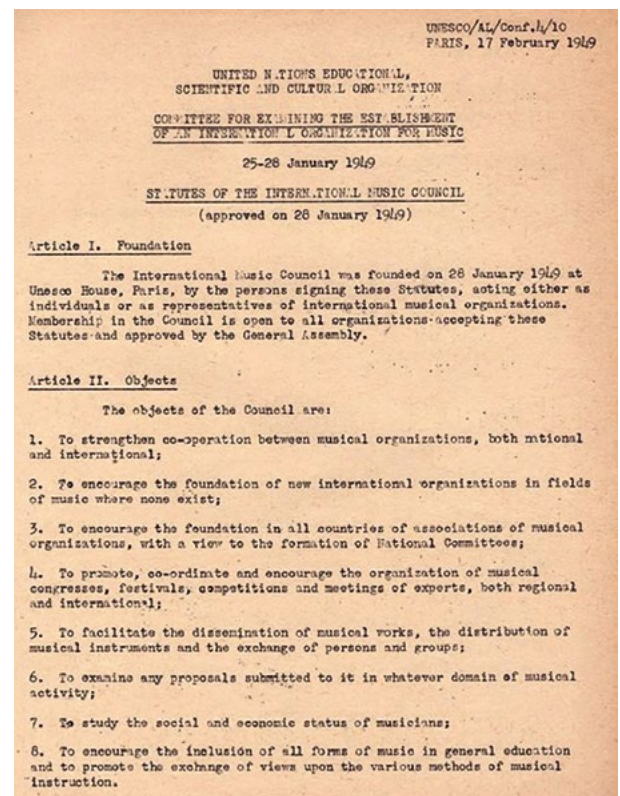 UNESCO/AL/Conf.4/10
PARIS, 17 February 1949
UNITED NATIONS EDUCATIONAL,
SCIENTIFIC AND CULTURAL ORGANIZATION
COMMITTEE FOR EXAMINING THE ESTABLISHMENT
OF AN INTERNATIONAL ORGANIZATION FOR MUSIC
25-28 January 1949
STATUTES OF THE INTERNATIONAL MUSIC COUNCIL
(approved on 28 January 1949)
Article I. Foundation
The International Music Council was founded on 28 January 1949 at
Unesco House, Paris, by the persons signing these Statutes, acting either as
individuals or as representatives of international musical organizations.
Membership in the Council is open to all organizations accepting these
Statutes and approved by the General Assembly.
Article II. Objects
The objects of the Council are:
1. To strengthen co-operation between musical organizations, both national
and international;
2. To encourage the foundation of new international organizations in fields
of music where none exist;
3. To encourage the foundation in all countries of associations of musical
organizations, with a view to the formation of National Committees;
4. To promote, co-ordinate and encourage the organization of musical
congresses, festivals, competitions and meetings of experts, both regional
and international;
5. To facilitate the dissemination of musical works, the distribution of
musical instruments and the exchange of persons and groups;
6. To examine any proposals submitted to it in whatever domain of musical
activity;
7. To study the social and economic status of musicians;
8. To encourage the inclusion of all forms of music in general education
and to promote the exchange of views upon the various methods of musical
instruction.